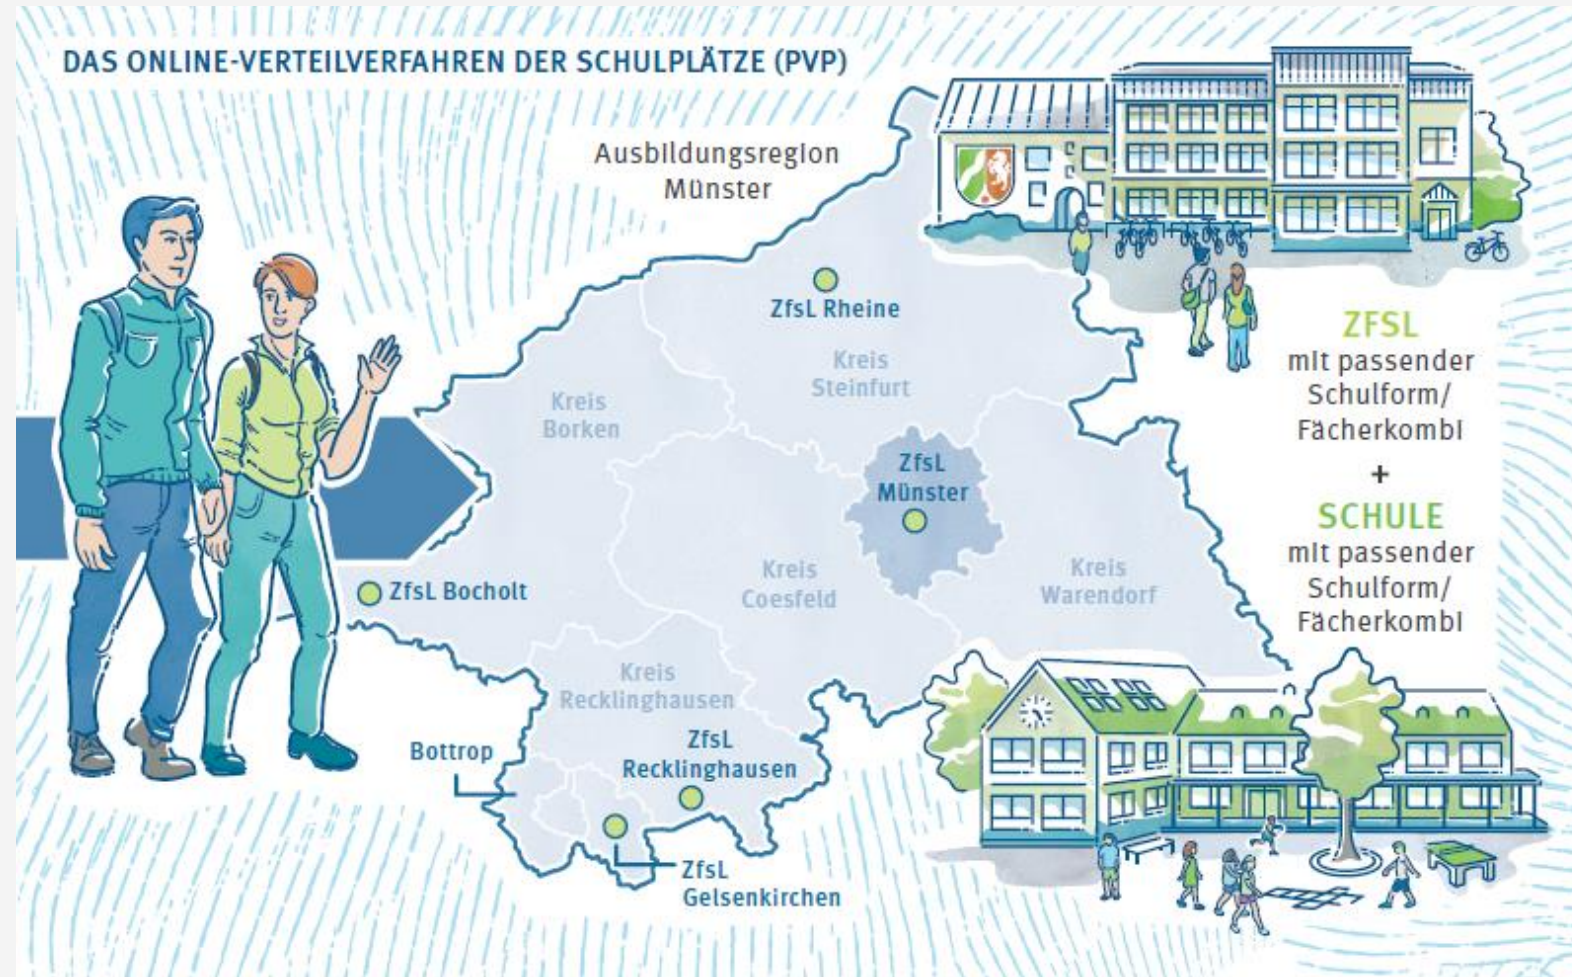 DAS ONLINE-VERTEILVERFAHREN DER SCHULPLÄTZE (PVP)
Ausbildungsregion
Münster
ZfsL Rheine
Kreis
Steinfurt
Kreis
Borken
ZfsL
Münster
ZfsL Bocholt
Kreis
Coesfeld
Kreis
Warendorf
Kreis
Recklinghausen
Bottrop
ZfsL
Recklinghausen
ZfsL
Gelsenkirchen
ZFSL
mit passender
Schulform/
Fächerkombi
+
SCHULE
mit passender
Schulform/
Fächerkombi